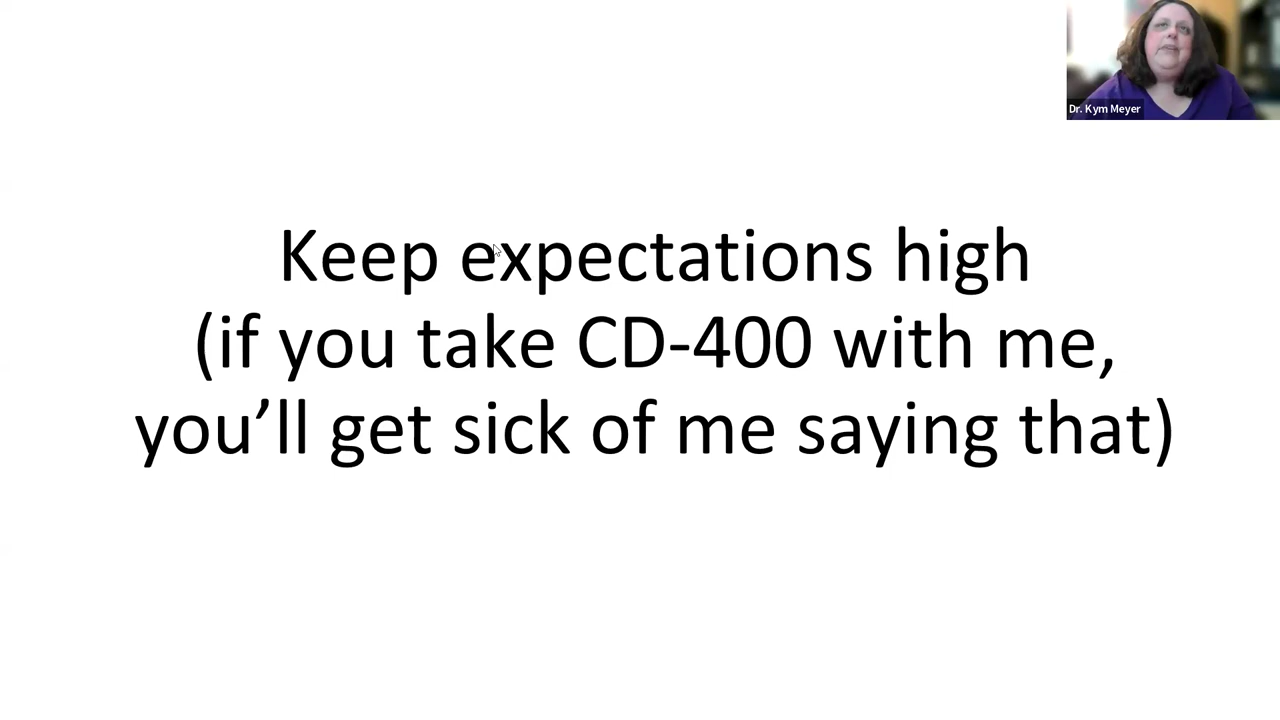 Dr. Kym Meyer
Keep expectations high
(if you take CD-400 with me,
you’ll get sick of me saying that)